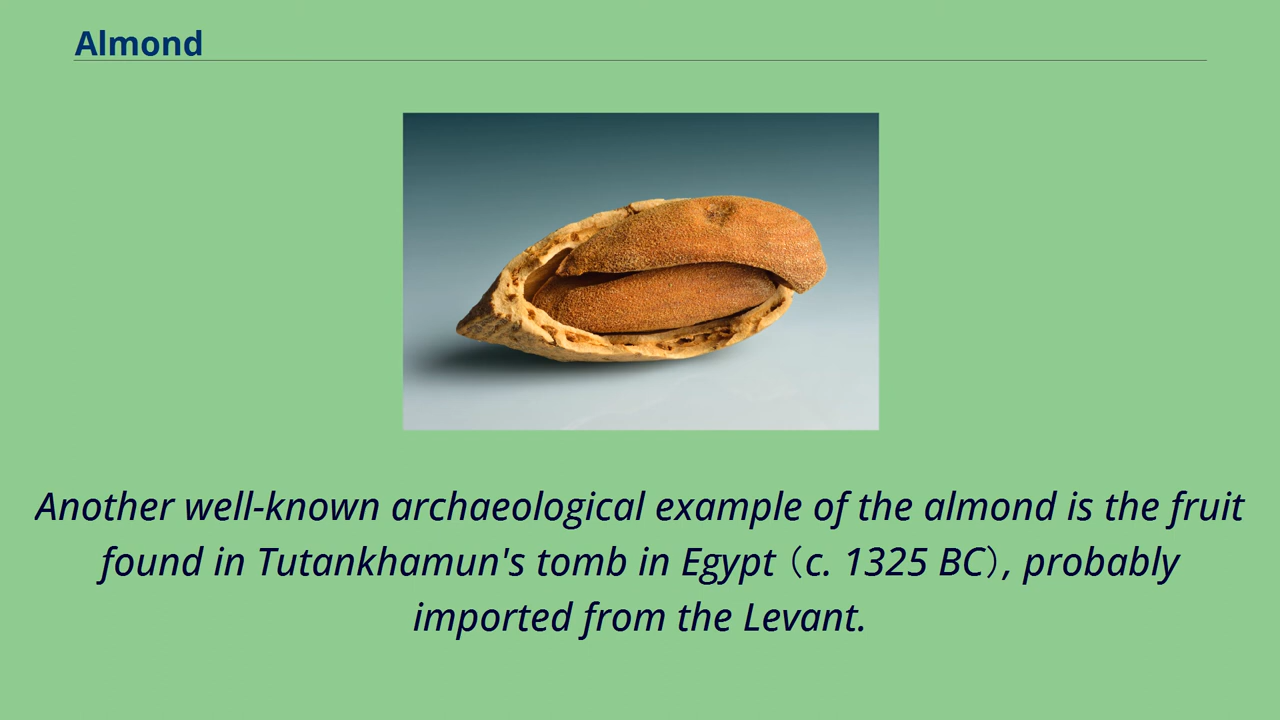 Almond
Another well-known archaeological example of the almond is the fruit
found in Tutankhamun's tomb in Egypt（c. 1325 BC）, probably
imported from the Levant.